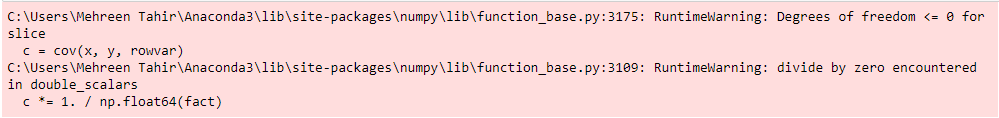 C:\Users\Mehreen Tahir\Anaconda3\lib\site-packages\numpy\lib\function_base.py:3175: RuntimeWarning: Degrees of freedom <= 0 for
slice
  c = cov(x, y, rowvar)
C:\Users\Mehreen Tahir\Anaconda3\lib\site-packages\numpy\lib\function_base.py:3109: RuntimeWarning: divide by zero encountered
in double_scalars
  c *= 1. / np.float64(fact)